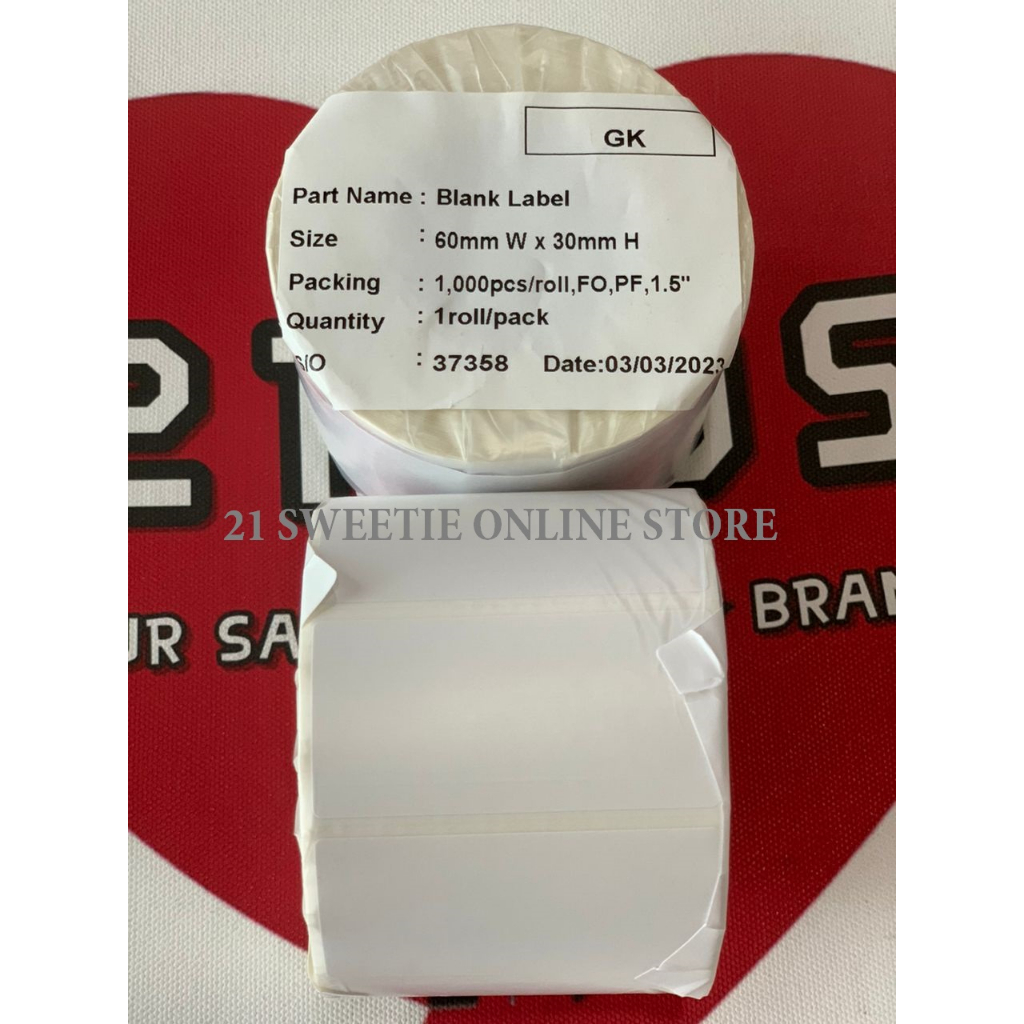 GK
Part Name : Blank Label
Size : 60mm W x 30mm H
Packing : 1,000pcs/roll,FO,PF,1.5"
Quantity : 1roll/pack
S/O : 37358 Date:03/03/2023
21 SWEETIE ONLINE STORE